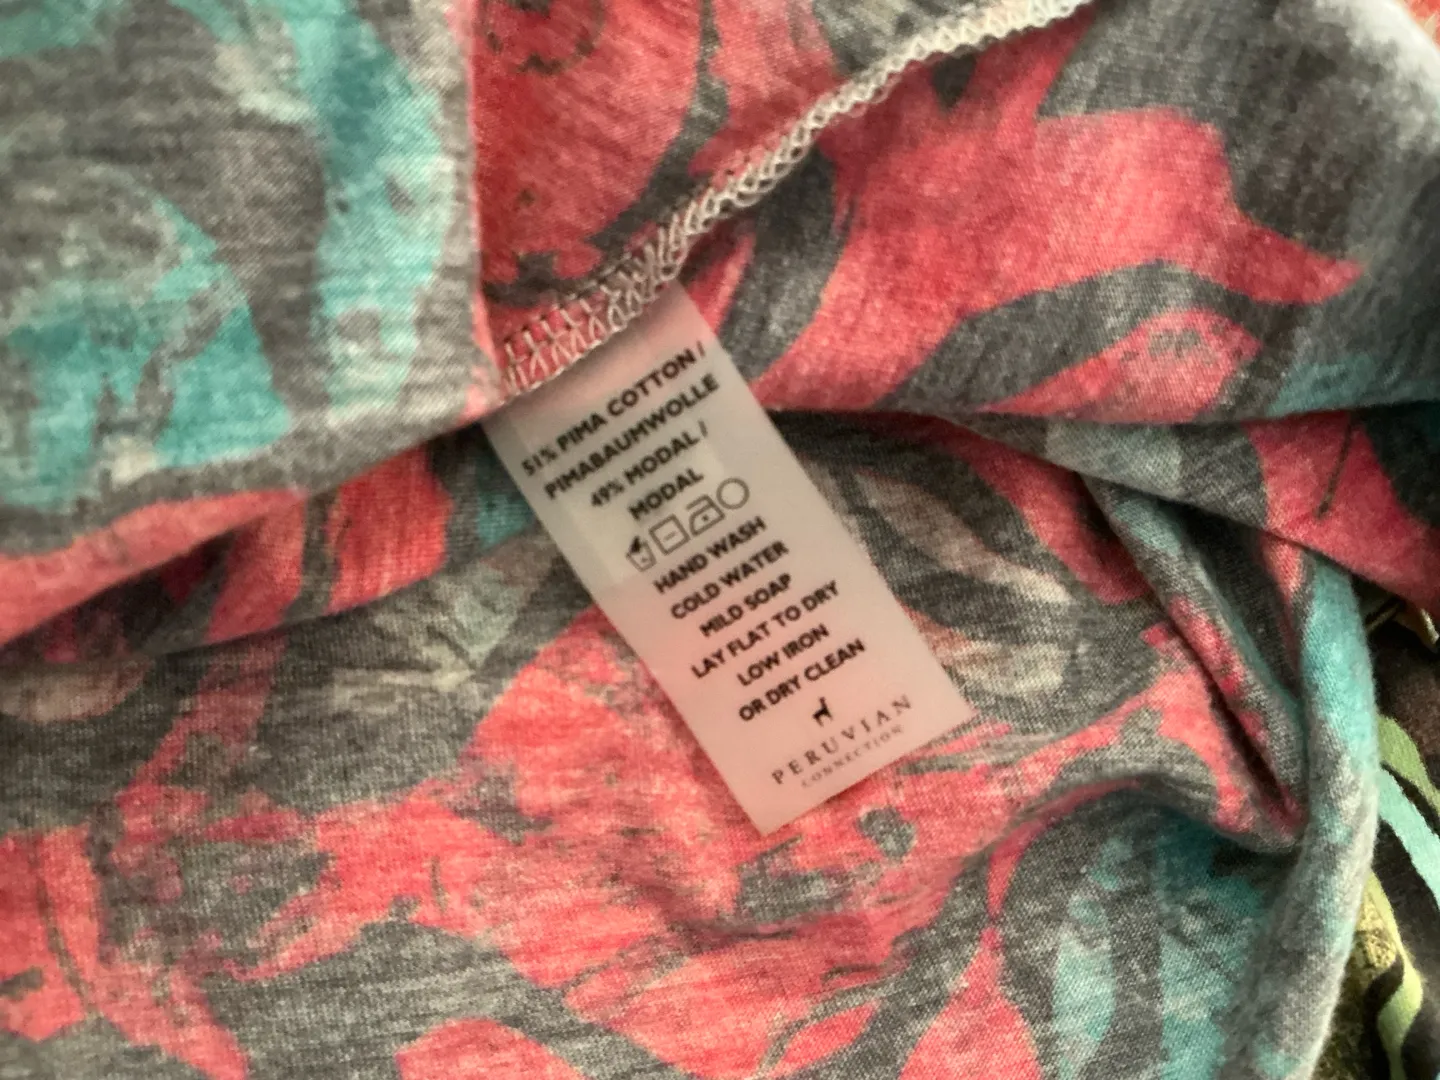 51% PIMA COTTON /
PIMABAUMWOLLE
49% MODAL /
MODAL
HAND WASH
COLD WATER
MILD SOAP
LAY FLAT TO DRY
LOW IRON
OR DRY CLEAN
PERUVIAN
CONNECTION